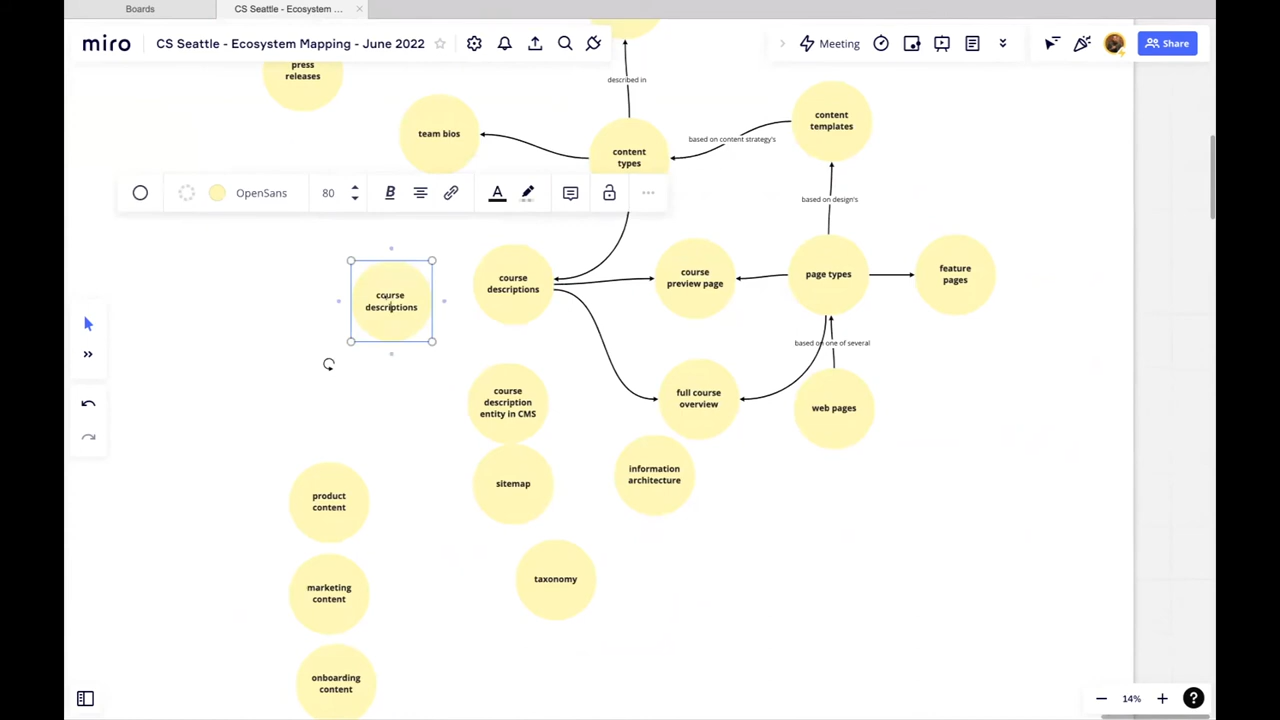 Boards
CS Seattle - Ecosystem ...
miro
CS Seattle - Ecosystem Mapping - June 2022
Meeting
Share
press
releases
described in
team bios
content
types
based on content strategy's
content
templates
OpenSans
80
B
A
based on design's
course
descriptions
course
descriptions
course
preview page
page types
feature
pages
based on one of several
course
description
entity in CMS
full course
overview
web pages
sitemap
information
architecture
product
content
taxonomy
marketing
content
onboarding
content
14%